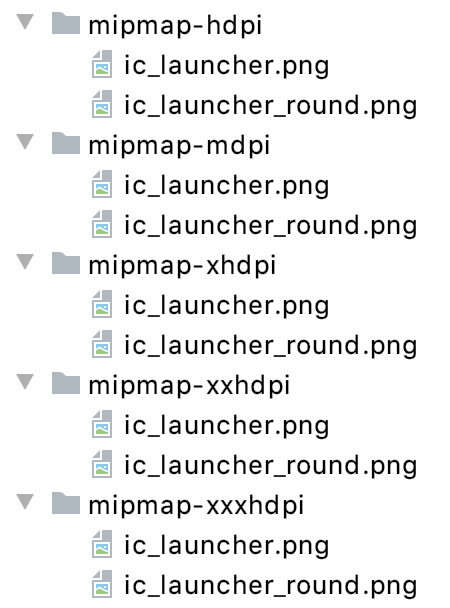 mipmap-hdpi
ic_launcher.png
ic_launcher_round.png
mipmap-mdpi
ic_launcher.png
ic_launcher_round.png
mipmap-xhdpi
ic_launcher.png
ic_launcher_round.png
mipmap-xxhdpi
ic_launcher.png
ic_launcher_round.png
mipmap-xxxhdpi
ic_launcher.png
ic_launcher_round.png